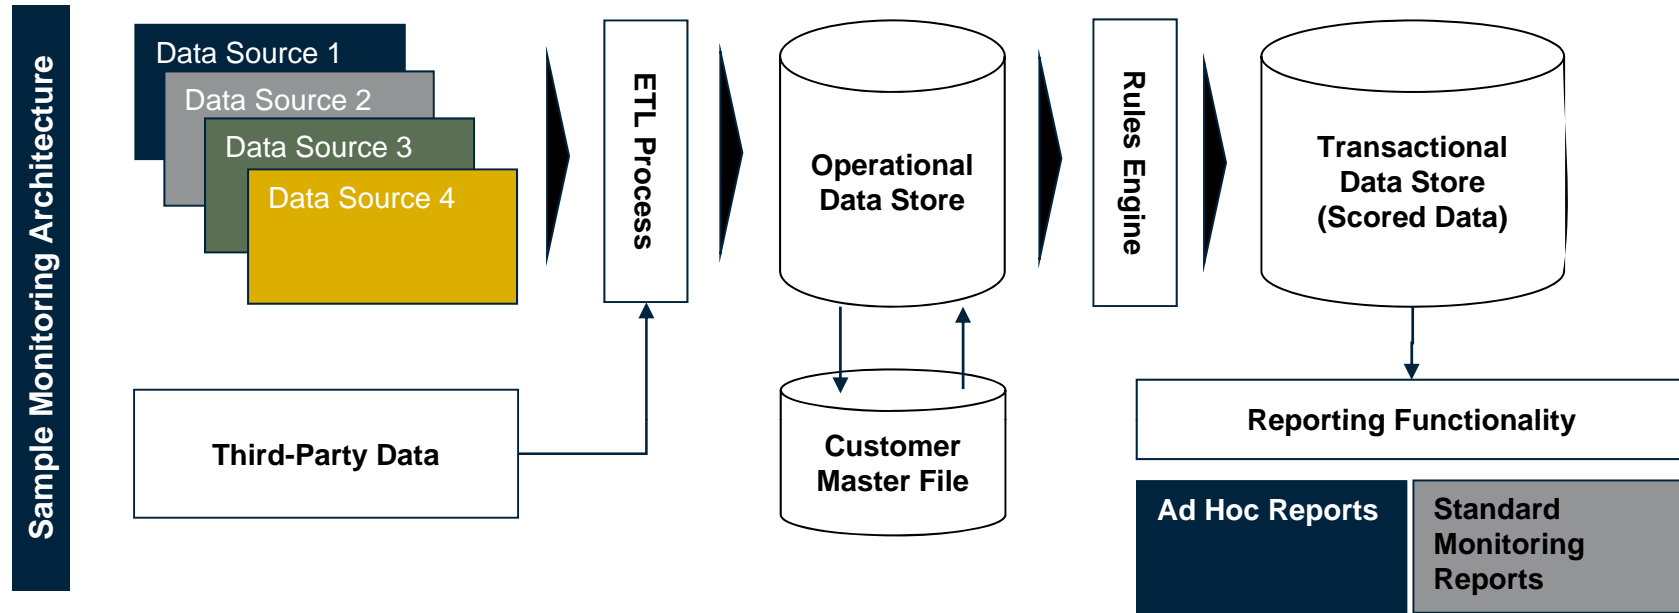 Sample Monitoring Architecture
Data Source 1
Data Source 2
Data Source 3
Data Source 4
ETL Process
Operational
Data Store
Rules Engine
Transactional
Data Store
(Scored Data)
Third-Party Data
Customer
Master File
Reporting Functionality
Ad Hoc Reports
Standard
Monitoring
Reports